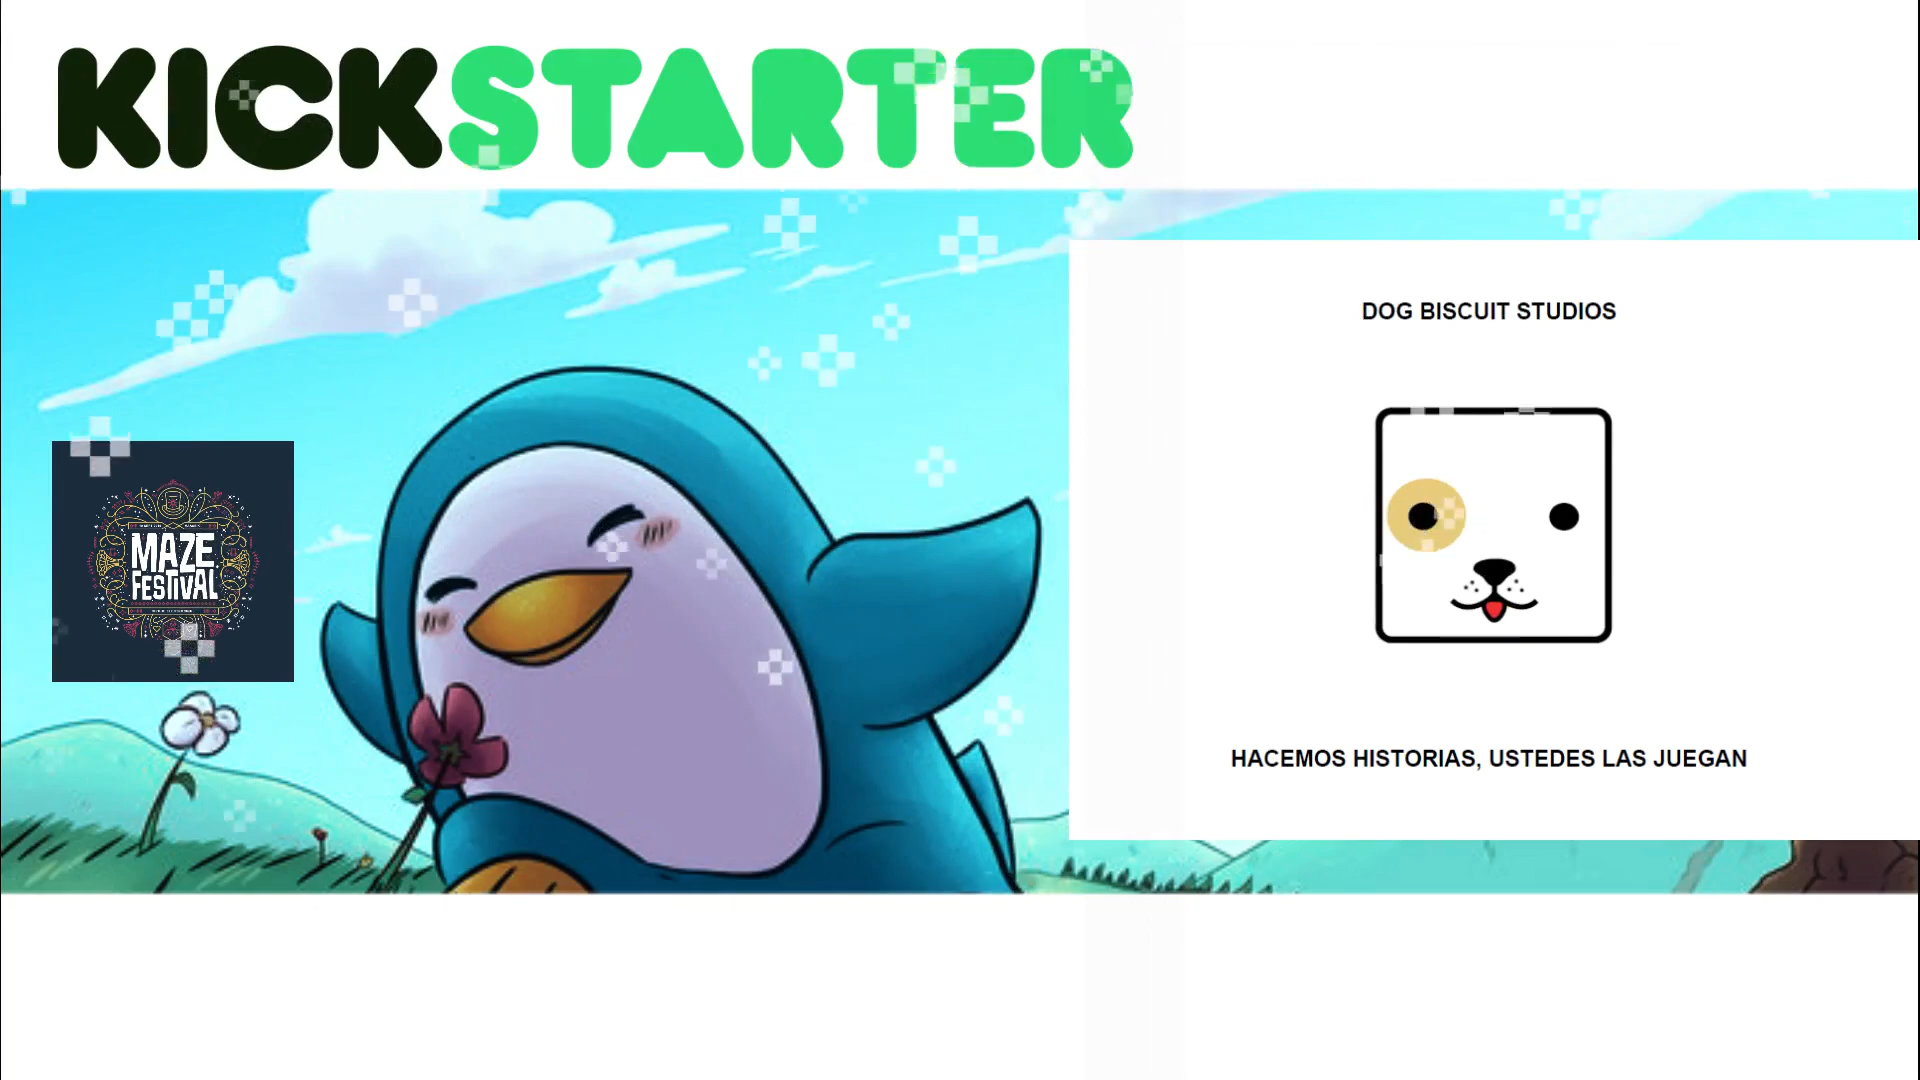 KICKSTARTER
DOG BISCUIT STUDIOS
MAZE
FESTIVAL
HACEMOS HISTORIAS, USTEDES LAS JUEGAN